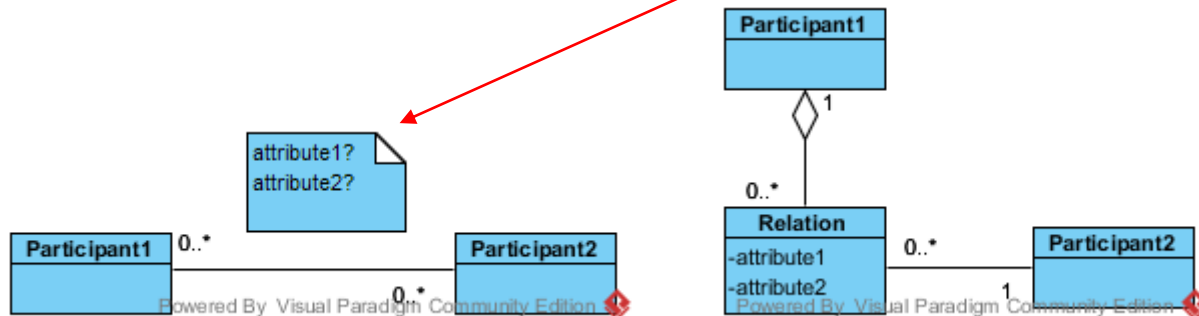 attribute1?
attribute2?
Participant1
0..*
0..*
Participant2
Powered By Visual Paradigm Community Edition
Participant1
1
0..*
Relation
-attribute1
-attribute2
0..*
1
Participant2
Powered By Visual Paradigm Community Edition